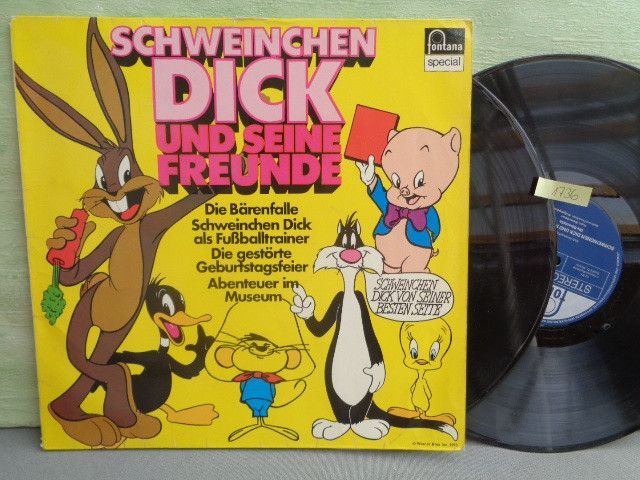 SCHWEINCHEN
DICK
UND SEINE
FREUNDE
fontana
special
Die Bärenfalle
Schweinchen Dick
als Fußballtrainer
Die gestörte
Geburtstagsfeier
Abenteuer im
Museum
SCHWEINCHEN
DICK VON SEINER
BESTEN SEITE
1736
STEREO